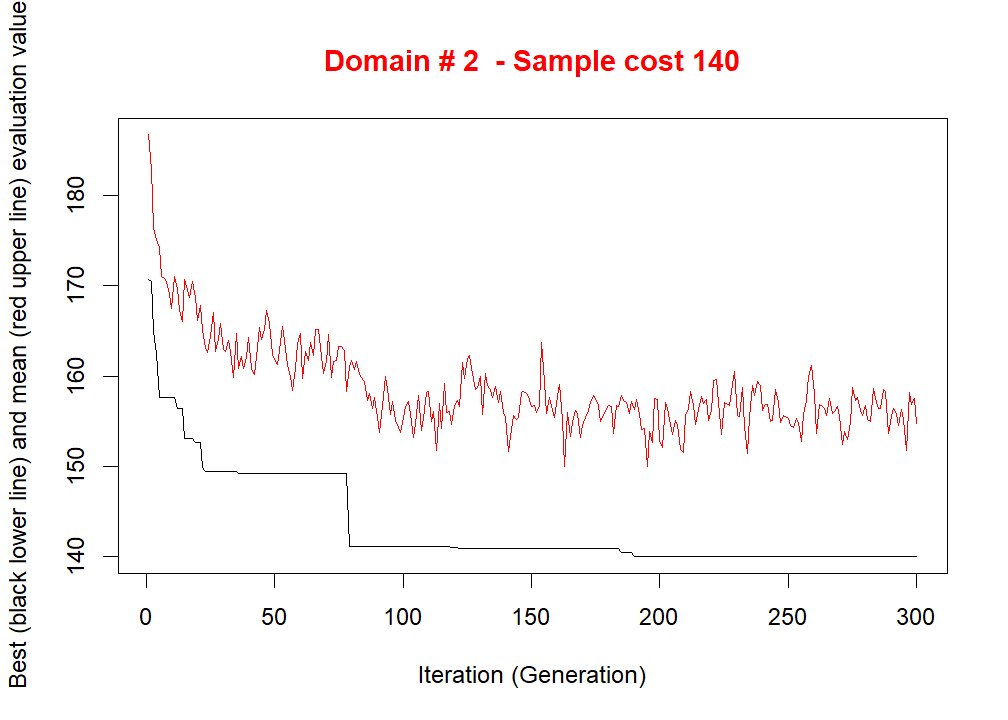 Domain # 2  - Sample cost 140
Best (black lower line) and mean (red upper line) evaluation value
180
170
160
150
140
0 50 100 150 200 250 300
Iteration (Generation)